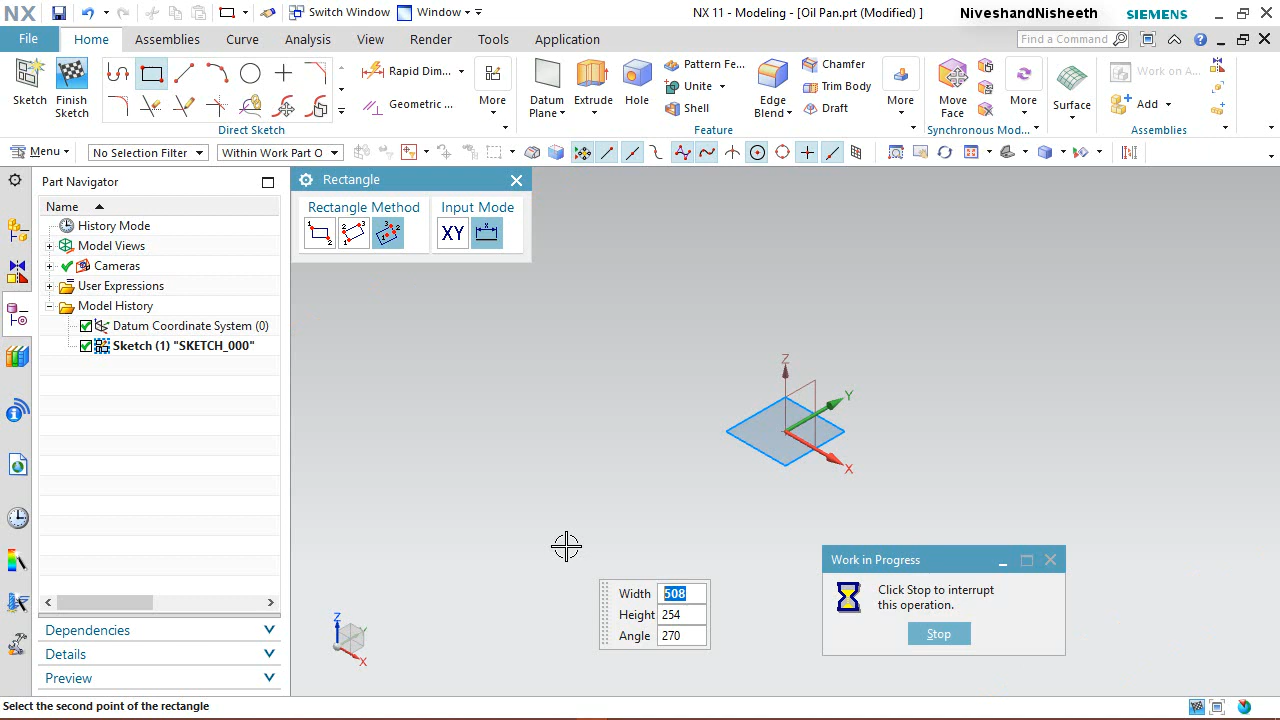 NX
Switch Window
Window
NX 11 - Modeling - [Oil Pan.prt (Modified) ]
NiveshandNisheeth
SIEMENS
File
Home
Assemblies
Curve
Analysis
View
Render
Tools
Application
Find a Command
Sketch
Finish Sketch
Direct Sketch
Rapid Dim...
Geometric ...
More
Datum Plane
Extrude
Hole
Pattern Fe...
Unite
Shell
Edge Blend
Chamfer
Trim Body
Draft
More
Feature
Move Face
More
Synchronous Mod...
Surface
Work on A...
Add
Assemblies
Menu
No Selection Filter
Within Work Part O
Part Navigator
Name
History Mode
Model Views
Cameras
User Expressions
Model History
Datum Coordinate System (0)
Sketch (1) "SKETCH_000"
Dependencies
Details
Preview
Rectangle
Rectangle Method
Input Mode
XY
Z
Y
X
Width 508
Height 254
Angle 270
Work in Progress
Click Stop to interrupt
this operation.
Stop
Z
Y
X
Select the second point of the rectangle